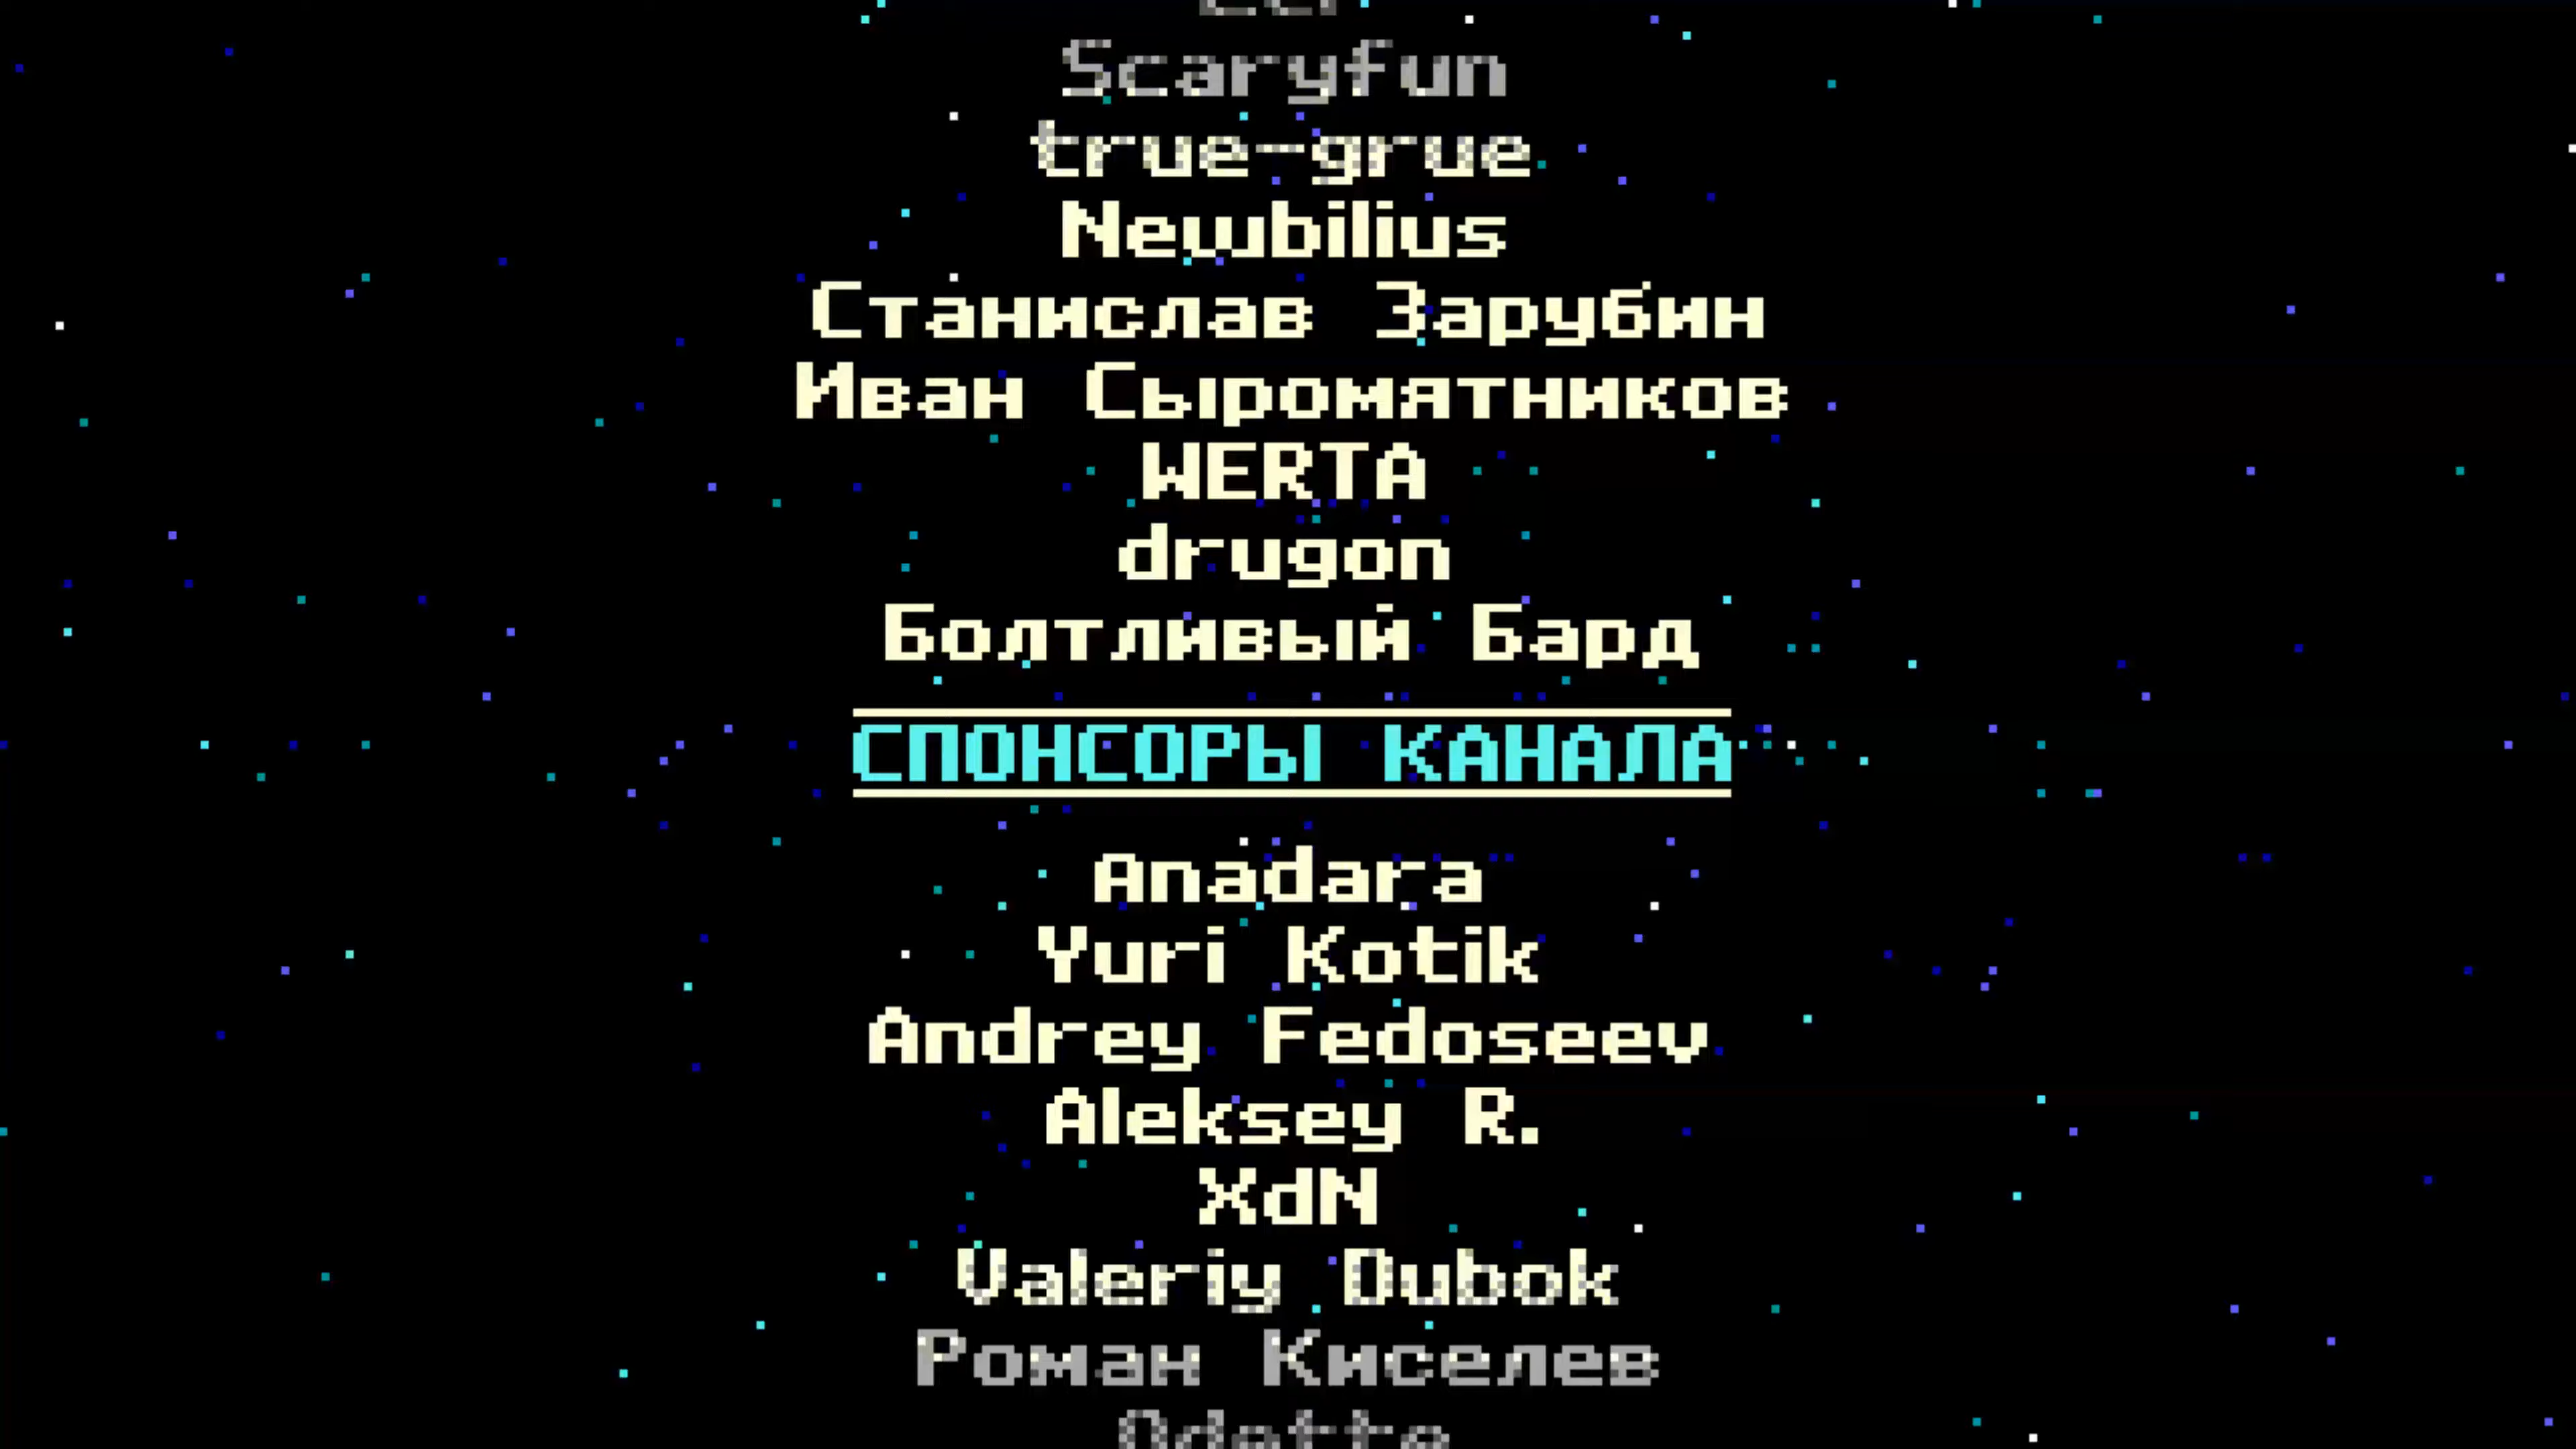 Scaryfun
true-grue
Newbilius
Станислав Зарубин
Иван Сыромятников
WERTA
drugon
Болтливый Бард
СПОНСОРЫ КАНАЛА
Anadara
Yuri Kotik
Andrey Fedoseev
Aleksey R.
XdN
Valeriy Dubok
Роман Киселев
Odette